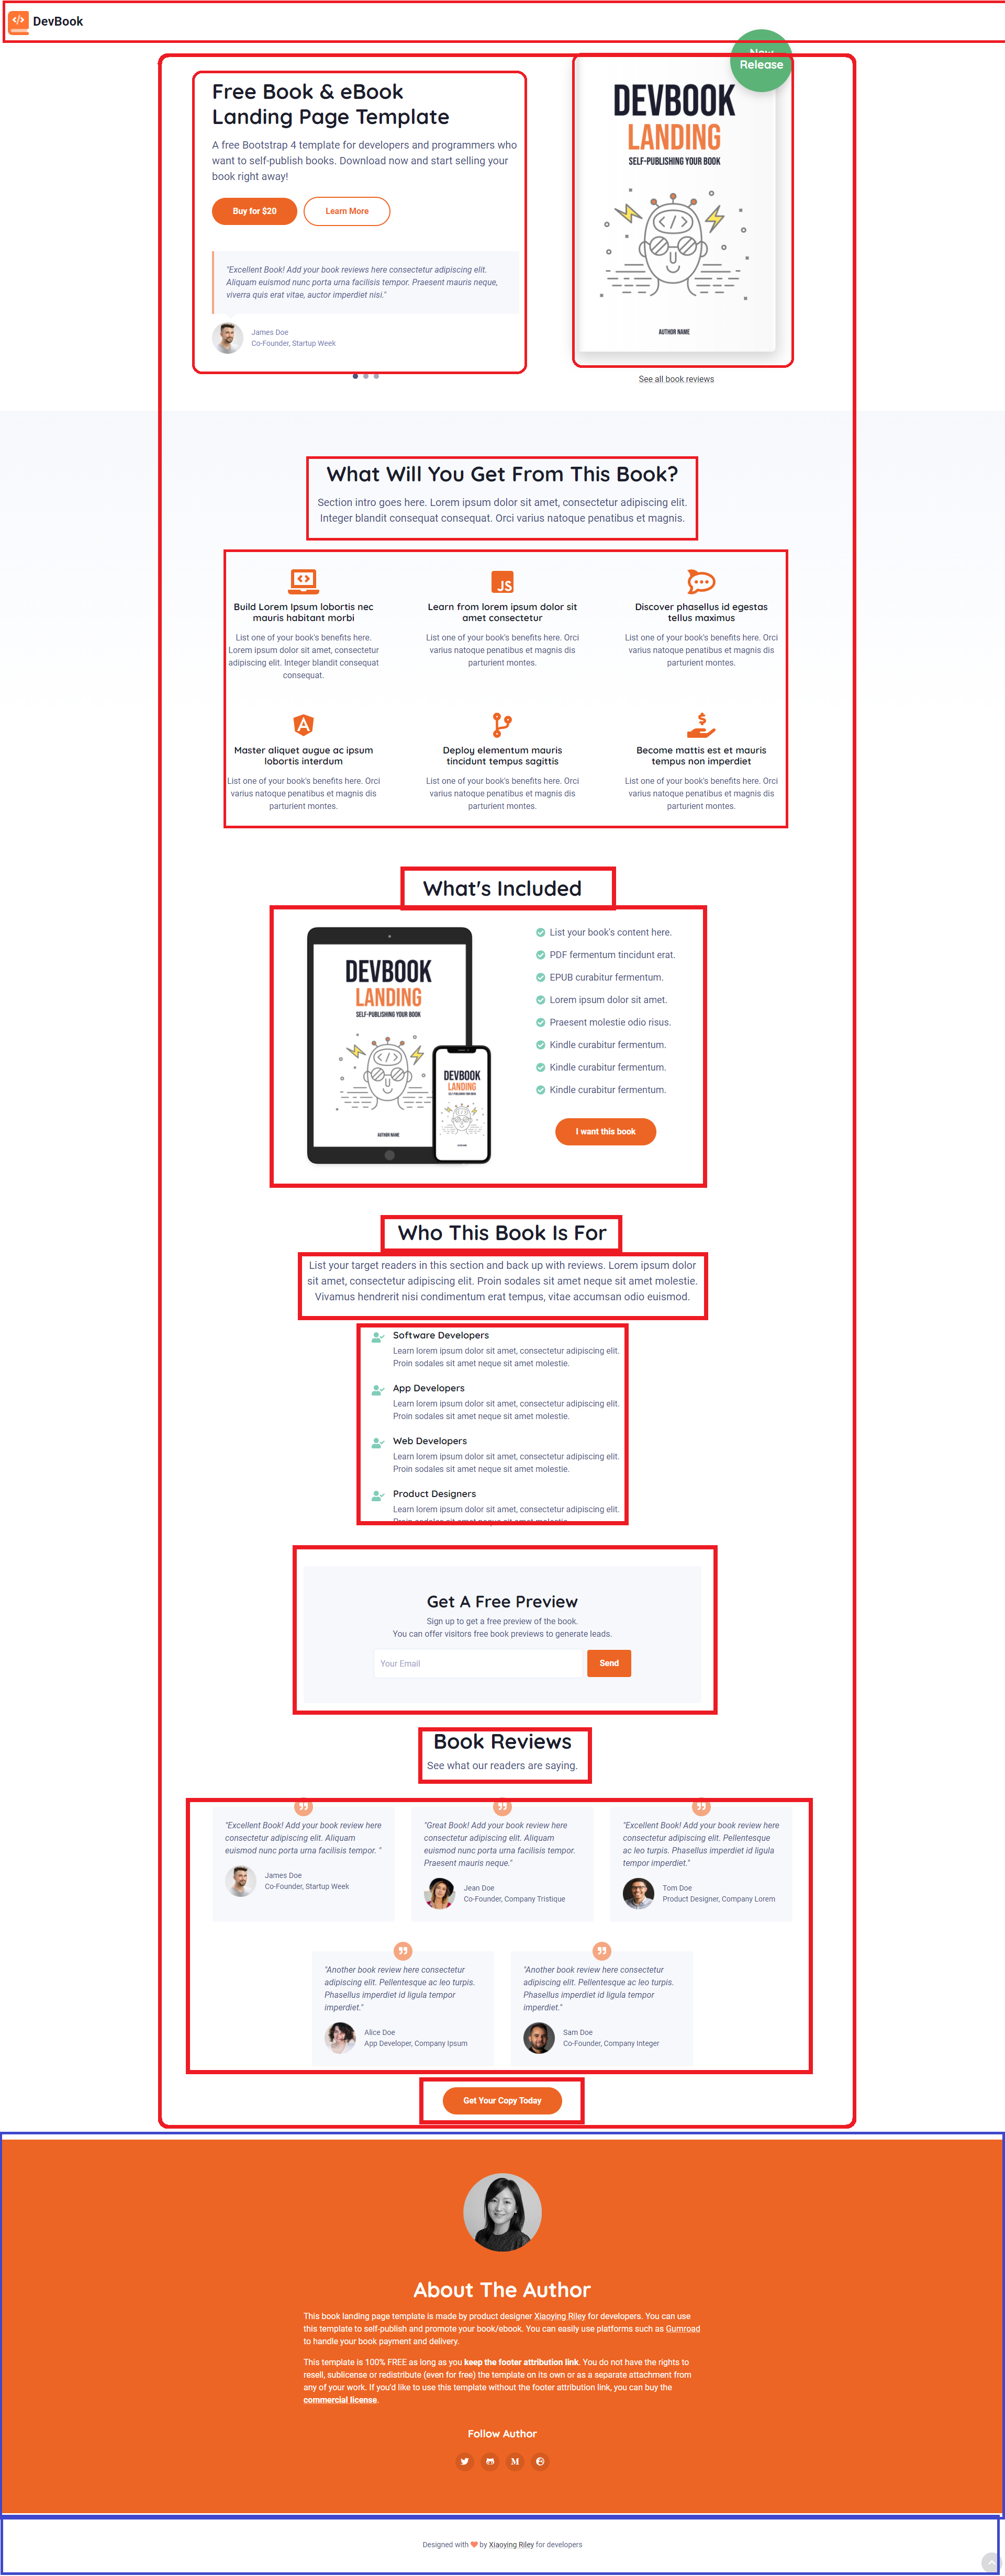 DevBook
New
Release
Free Book & eBook
Landing Page Template
A free Bootstrap 4 template for developers and programmers who
want to self-publish books. Download now and start selling your
book right away!
Buy for $20
Learn More
"Excellent Book! Add your book reviews here consectetur adipiscing elit.
Aliquam euismod nunc porta urna facilisis tempor. Praesent mauris neque,
viverra quis erat vitae, auctor imperdiet nisi."
James Doe
Co-Founder, Startup Week
DEVBOOK
LANDING
SELF-PUBLISHING YOUR BOOK
</>
AUTHOR NAME
See all book reviews
What Will You Get From This Book?
Section intro goes here. Lorem ipsum dolor sit amet, consectetur adipiscing elit.
Integer blandit consequat consequat. Orci varius natoque penatibus et magnis.
JS
Build Lorem Ipsum lobortis nec
mauris habitant morbi
List one of your book's benefits here.
Lorem ipsum dolor sit amet, consectetur
adipiscing elit. Integer blandit consequat
consequat.
Learn from lorem ipsum dolor sit
amet consectetur
List one of your book's benefits here. Orci
varius natoque penatibus et magnis dis
parturient montes.
Discover phasellus id egestas
tellus maximus
List one of your book's benefits here. Orci
varius natoque penatibus et magnis dis
parturient montes.
Master aliquet augue ac ipsum
lobortis interdum
List one of your book's benefits here. Orci
varius natoque penatibus et magnis dis
parturient montes.
Deploy elementum mauris
tincidunt tempus sagittis
List one of your book's benefits here. Orci
varius natoque penatibus et magnis dis
parturient montes.
Become mattis est et mauris
tempus non imperdiet
List one of your book's benefits here. Orci
varius natoque penatibus et magnis dis
parturient montes.
What's Included
DEVBOOK
LANDING
SELF-PUBLISHING YOUR BOOK
</>
AUTHOR NAME
DEVBOOK
LANDING
List your book's content here.
PDF fermentum tincidunt erat.
EPUB curabitur fermentum.
Lorem ipsum dolor sit amet.
Praesent molestie odio risus.
Kindle curabitur fermentum.
Kindle curabitur fermentum.
Kindle curabitur fermentum.
I want this book
Who This Book Is For
List your target readers in this section and back up with reviews. Lorem ipsum dolor
sit amet, consectetur adipiscing elit. Proin sodales sit amet neque sit amet molestie.
Vivamus hendrerit nisi condimentum erat tempus, vitae accumsan odio euismod.
Software Developers
Learn lorem ipsum dolor sit amet, consectetur adipiscing elit.
Proin sodales sit amet neque sit amet molestie.
App Developers
Learn lorem ipsum dolor sit amet, consectetur adipiscing elit.
Proin sodales sit amet neque sit amet molestie.
Web Developers
Learn lorem ipsum dolor sit amet, consectetur adipiscing elit.
Proin sodales sit amet neque sit amet molestie.
Product Designers
Learn lorem ipsum dolor sit amet, consectetur adipiscing elit.
Proin sodales sit amet neque sit amet molestie.
Get A Free Preview
Sign up to get a free preview of the book.
You can offer visitors free book previews to generate leads.
Your Email
Send
Book Reviews
See what our readers are saying.
"Excellent Book! Add your book review here
consectetur adipiscing elit. Aliquam
euismod nunc porta urna facilisis tempor. "
James Doe
Co-Founder, Startup Week
"Great Book! Add your book review here
consectetur adipiscing elit. Aliquam
euismod nunc porta urna facilisis tempor.
Praesent mauris neque."
Jean Doe
Co-Founder, Company Tristique
"Excellent Book! Add your book review here
consectetur adipiscing elit. Pellentesque
ac leo turpis. Phasellus imperdiet id ligula
tempor imperdiet."
Tom Doe
Product Designer, Company Lorem
"Another book review here consectetur
adipiscing elit. Pellentesque ac leo turpis.
Phasellus imperdiet id ligula tempor
imperdiet."
Alice Doe
App Developer, Company Ipsum
"Another book review here consectetur
adipiscing elit. Pellentesque ac leo turpis.
Phasellus imperdiet id ligula tempor
imperdiet."
Sam Doe
Co-Founder, Company Integer
Get Your Copy Today
About The Author
This book landing page template is made by product designer Xiaoying Riley for developers. You can use
this template to self-publish and promote your book/ebook. You can easily use platforms such as Gumroad
to handle your book payment and delivery.
This template is 100% FREE as long as you keep the footer attribution link. You do not have the rights to
resell, sublicense or redistribute (even for free) the template on its own or as a separate attachment from
any of your work. If you'd like to use this template without the footer attribution link, you can buy the
commercial license.
Follow Author
Designed with by Xiaoying Riley for developers